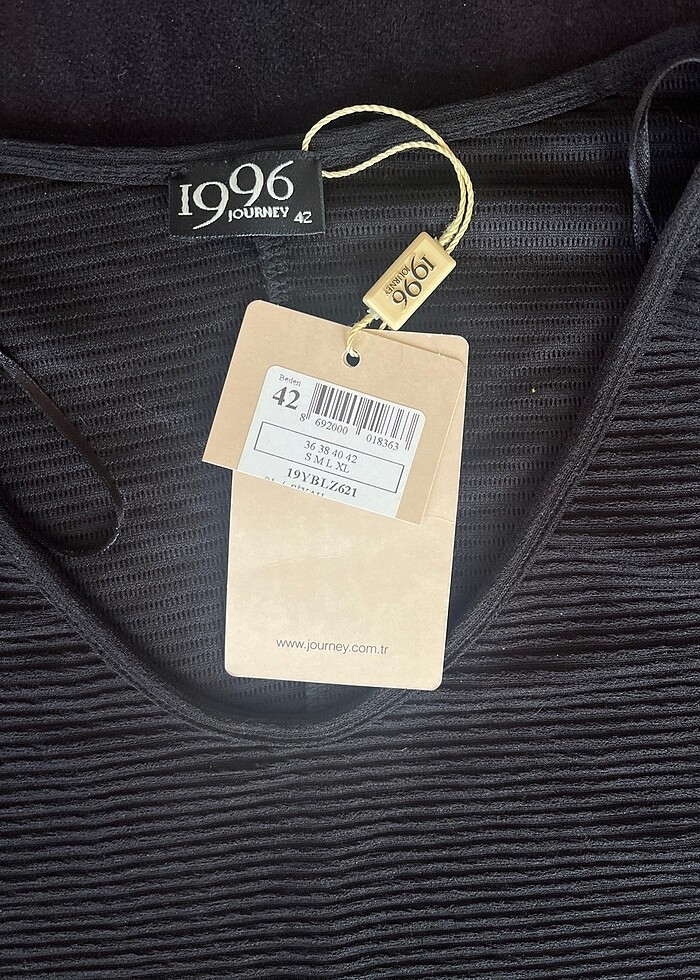 1996
JOURNEY 42
1996
JOURNEY
Beden
42
8 692000 018363
36 38 40 42
S M L XL
19YBLZ621
www.journey.com.tr